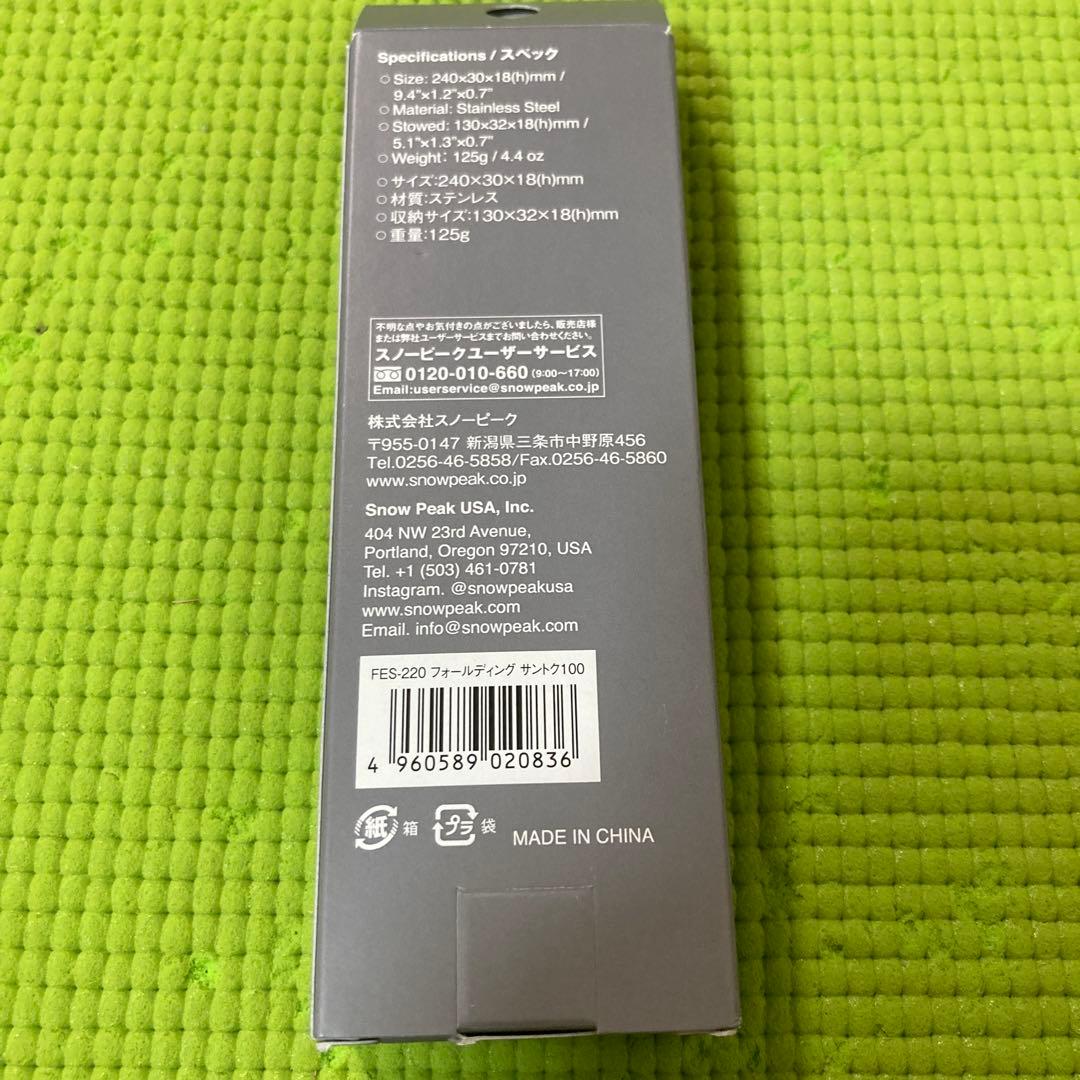 Specifications / スペック
○ Size: 240×30×18(h)mm /
9.4"×1.2"×0.7"
○ Material: Stainless Steel
○ Stowed: 130×32×18(h)mm /
5.1"×1.3"×0.7"
○ Weight: 125g / 4.4 oz
○ サイズ:240×30×18(h)mm
○ 材質:ステンレス
○ 収納サイズ:130×32×18(h)mm
○ 重量:125g
不明な点やお気付きの点がございましたら、販売店様
または弊社ユーザーサービスまでお問い合わせください。
スノーピークユーザーサービス
0120-010-660 (9:00〜17:00)
Email:userservice@snowpeak.co.jp
株式会社スノーピーク
〒955-0147 新潟県三条市中野原456
Tel.0256-46-5858/Fax.0256-46-5860
www.snowpeak.co.jp
Snow Peak USA, Inc.
404 NW 23rd Avenue,
Portland, Oregon 97210, USA
Tel. +1 (503) 461-0781
Instagram. @snowpeakusa
www.snowpeak.com
Email. info@snowpeak.com
FES-220 フォールディング サントク100
4 960589 020836
紙 箱 プラ 袋 MADE IN CHINA